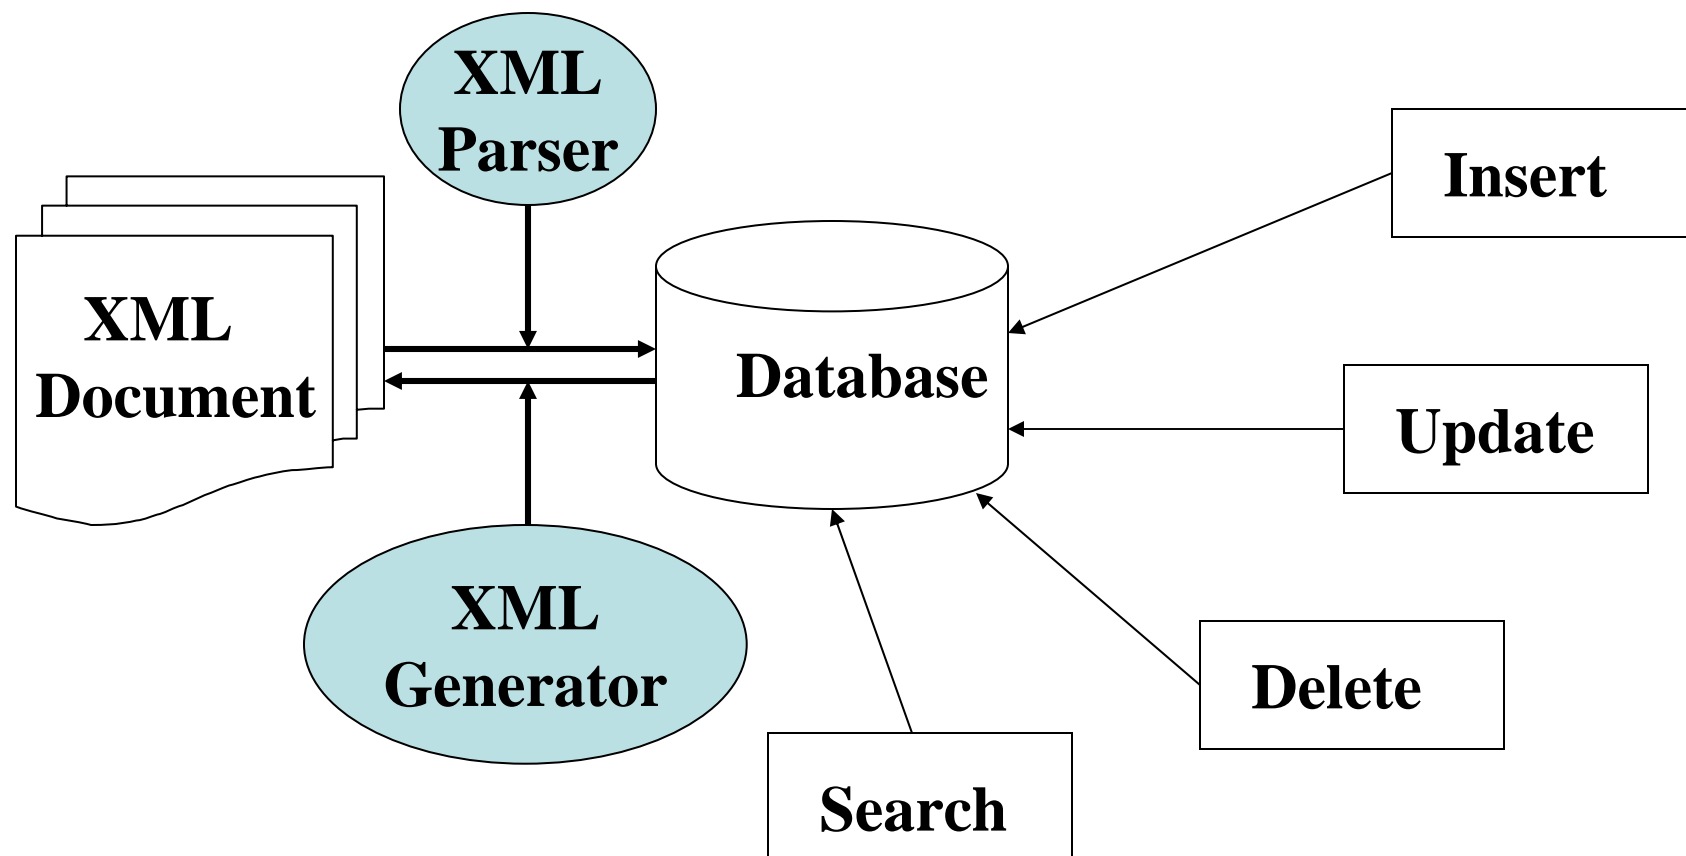 XML
Parser
Insert
XML
Document
Database
Update
XML
Generator
Delete
Search